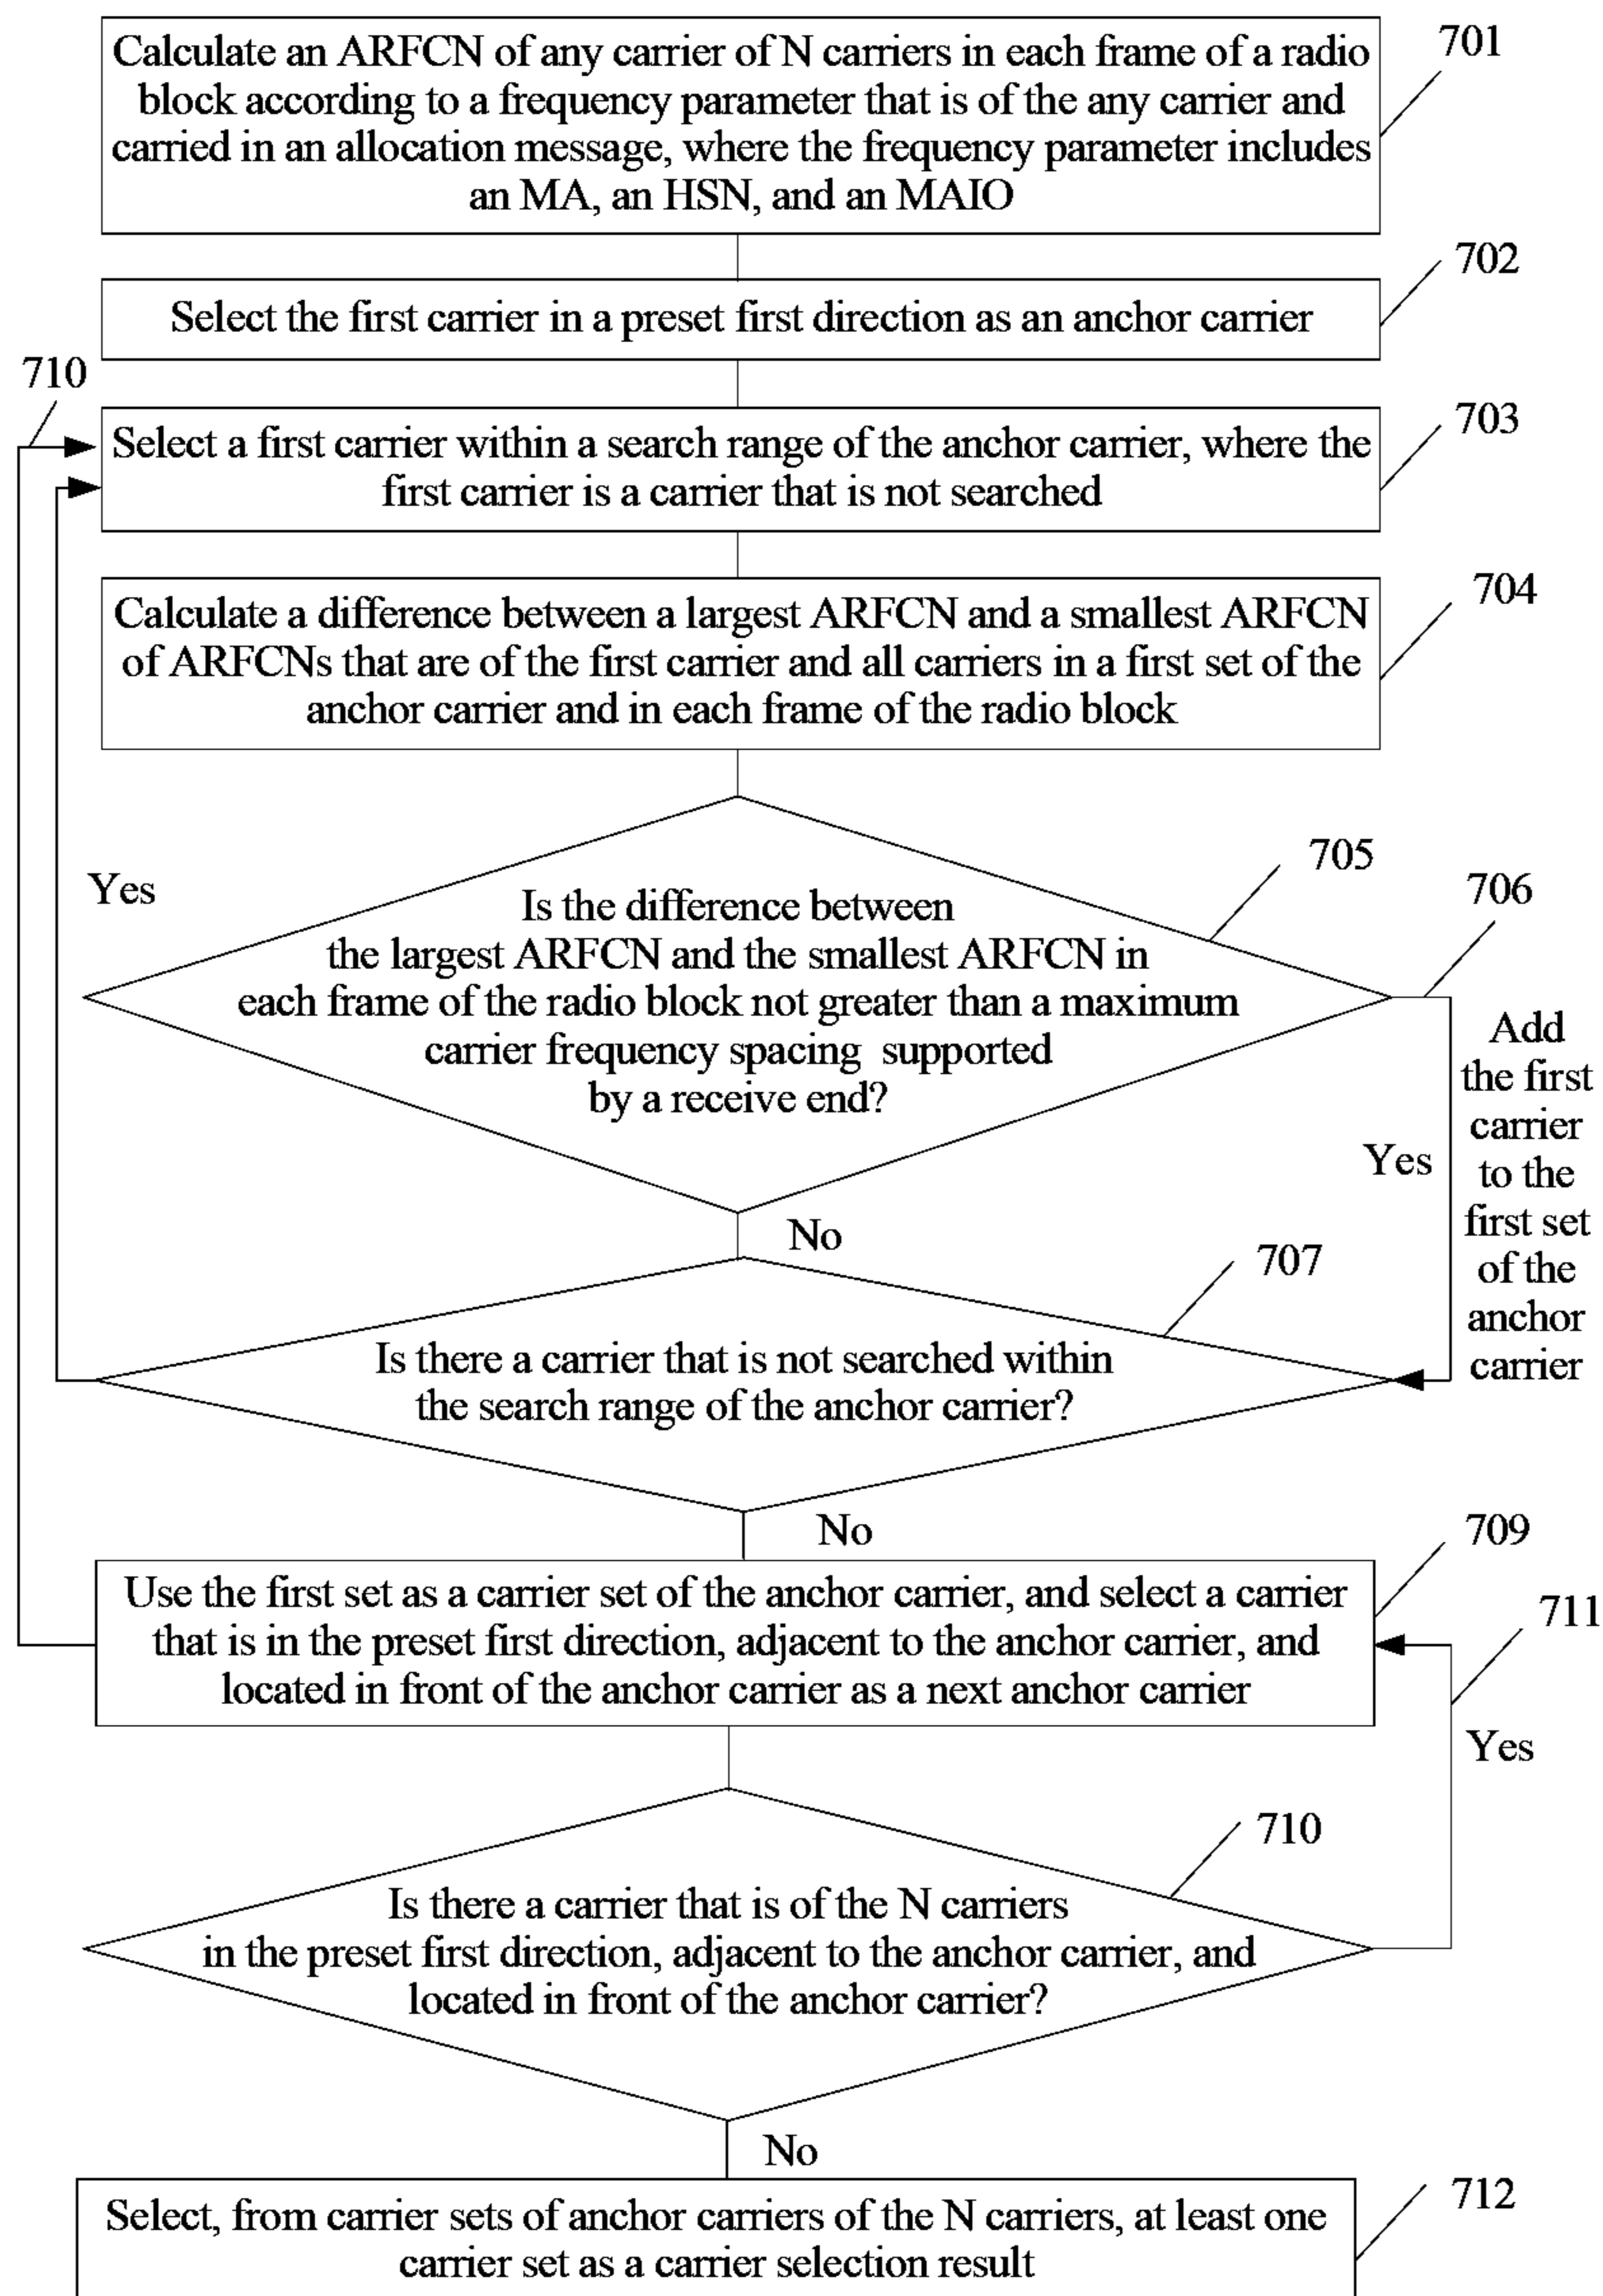 Calculate an ARFCN of any carrier of N carriers in each frame of a radio
block according to a frequency parameter that is of the any carrier and
carried in an allocation message, where the frequency parameter includes
an MA, an HSN, and an MAIO
701
702
Select the first carrier in a preset first direction as an anchor carrier
710
703
Select a first carrier within a search range of the anchor carrier, where the
first carrier is a carrier that is not searched
704
Calculate a difference between a largest ARFCN and a smallest ARFCN
of ARFCNs that are of the first carrier and all carriers in a first set of the
anchor carrier and in each frame of the radio block
705
Yes
706
Is the difference between
the largest ARFCN and the smallest ARFCN in
each frame of the radio block not greater than a maximum
carrier frequency spacing supported
by a receive end?
Add
the first
carrier
to the
first set
of the
anchor
carrier
Yes
No
707
Is there a carrier that is not searched within
the search range of the anchor carrier?
No
709
Use the first set as a carrier set of the anchor carrier, and select a carrier
that is in the preset first direction, adjacent to the anchor carrier, and
located in front of the anchor carrier as a next anchor carrier
711
Yes
710
Is there a carrier that is of the N carriers
in the preset first direction, adjacent to the anchor carrier, and
located in front of the anchor carrier?
No
712
Select, from carrier sets of anchor carriers of the N carriers, at least one
carrier set as a carrier selection result